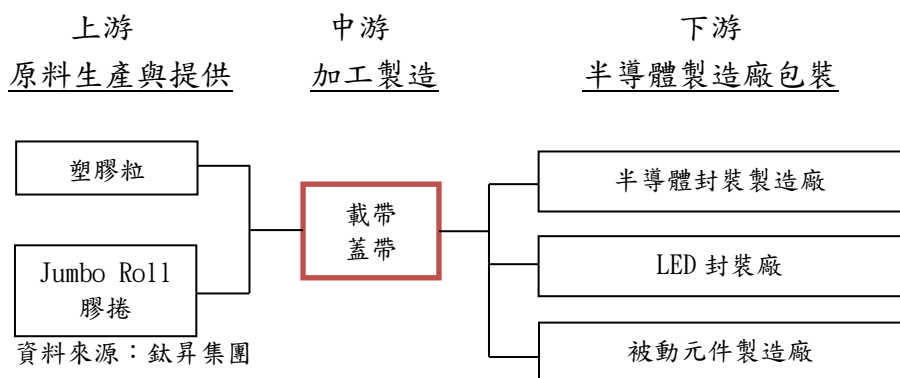 上游
中游
下游
原料生產與提供
加工製造
半導體製造廠包裝
塑膠粒
Jumbo Roll
膠捲
載帶
蓋帶
半導體封裝製造廠
LED 封裝廠
被動元件製造廠
資料來源：鈦昇集團